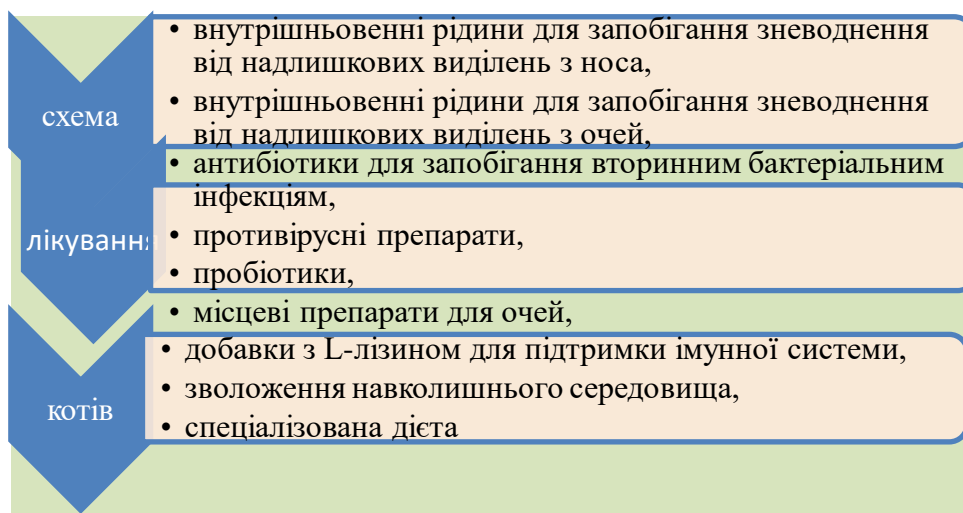 • внутрішньовенні рідини для запобігання зневоднення
від надлишкових виділень з носа,
• внутрішньовенні рідини для запобігання зневоднення
від надлишкових виділень з очей,
схема
• антибіотики для запобігання вторинним бактеріальним
інфекціям,
• противірусні препарати,
• пробіотики,
лікування
• місцеві препарати для очей,
• добавки з L-лізином для підтримки імунної системи,
• зволоження навколишнього середовища,
• спеціалізована дієта
котів